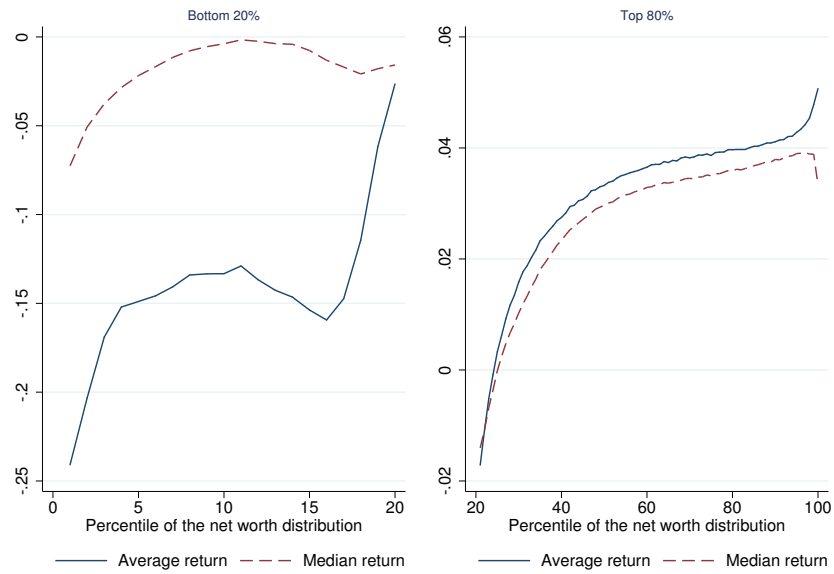 Bottom 20%
0
-.05
-.1
-.15
-.2
-.25
0 5 10 15 20
Percentile of the net worth distribution
Average return Median return
Top 80%
.06
.04
.02
0
-.02
20 40 60 80 100
Percentile of the net worth distribution
Average return Median return